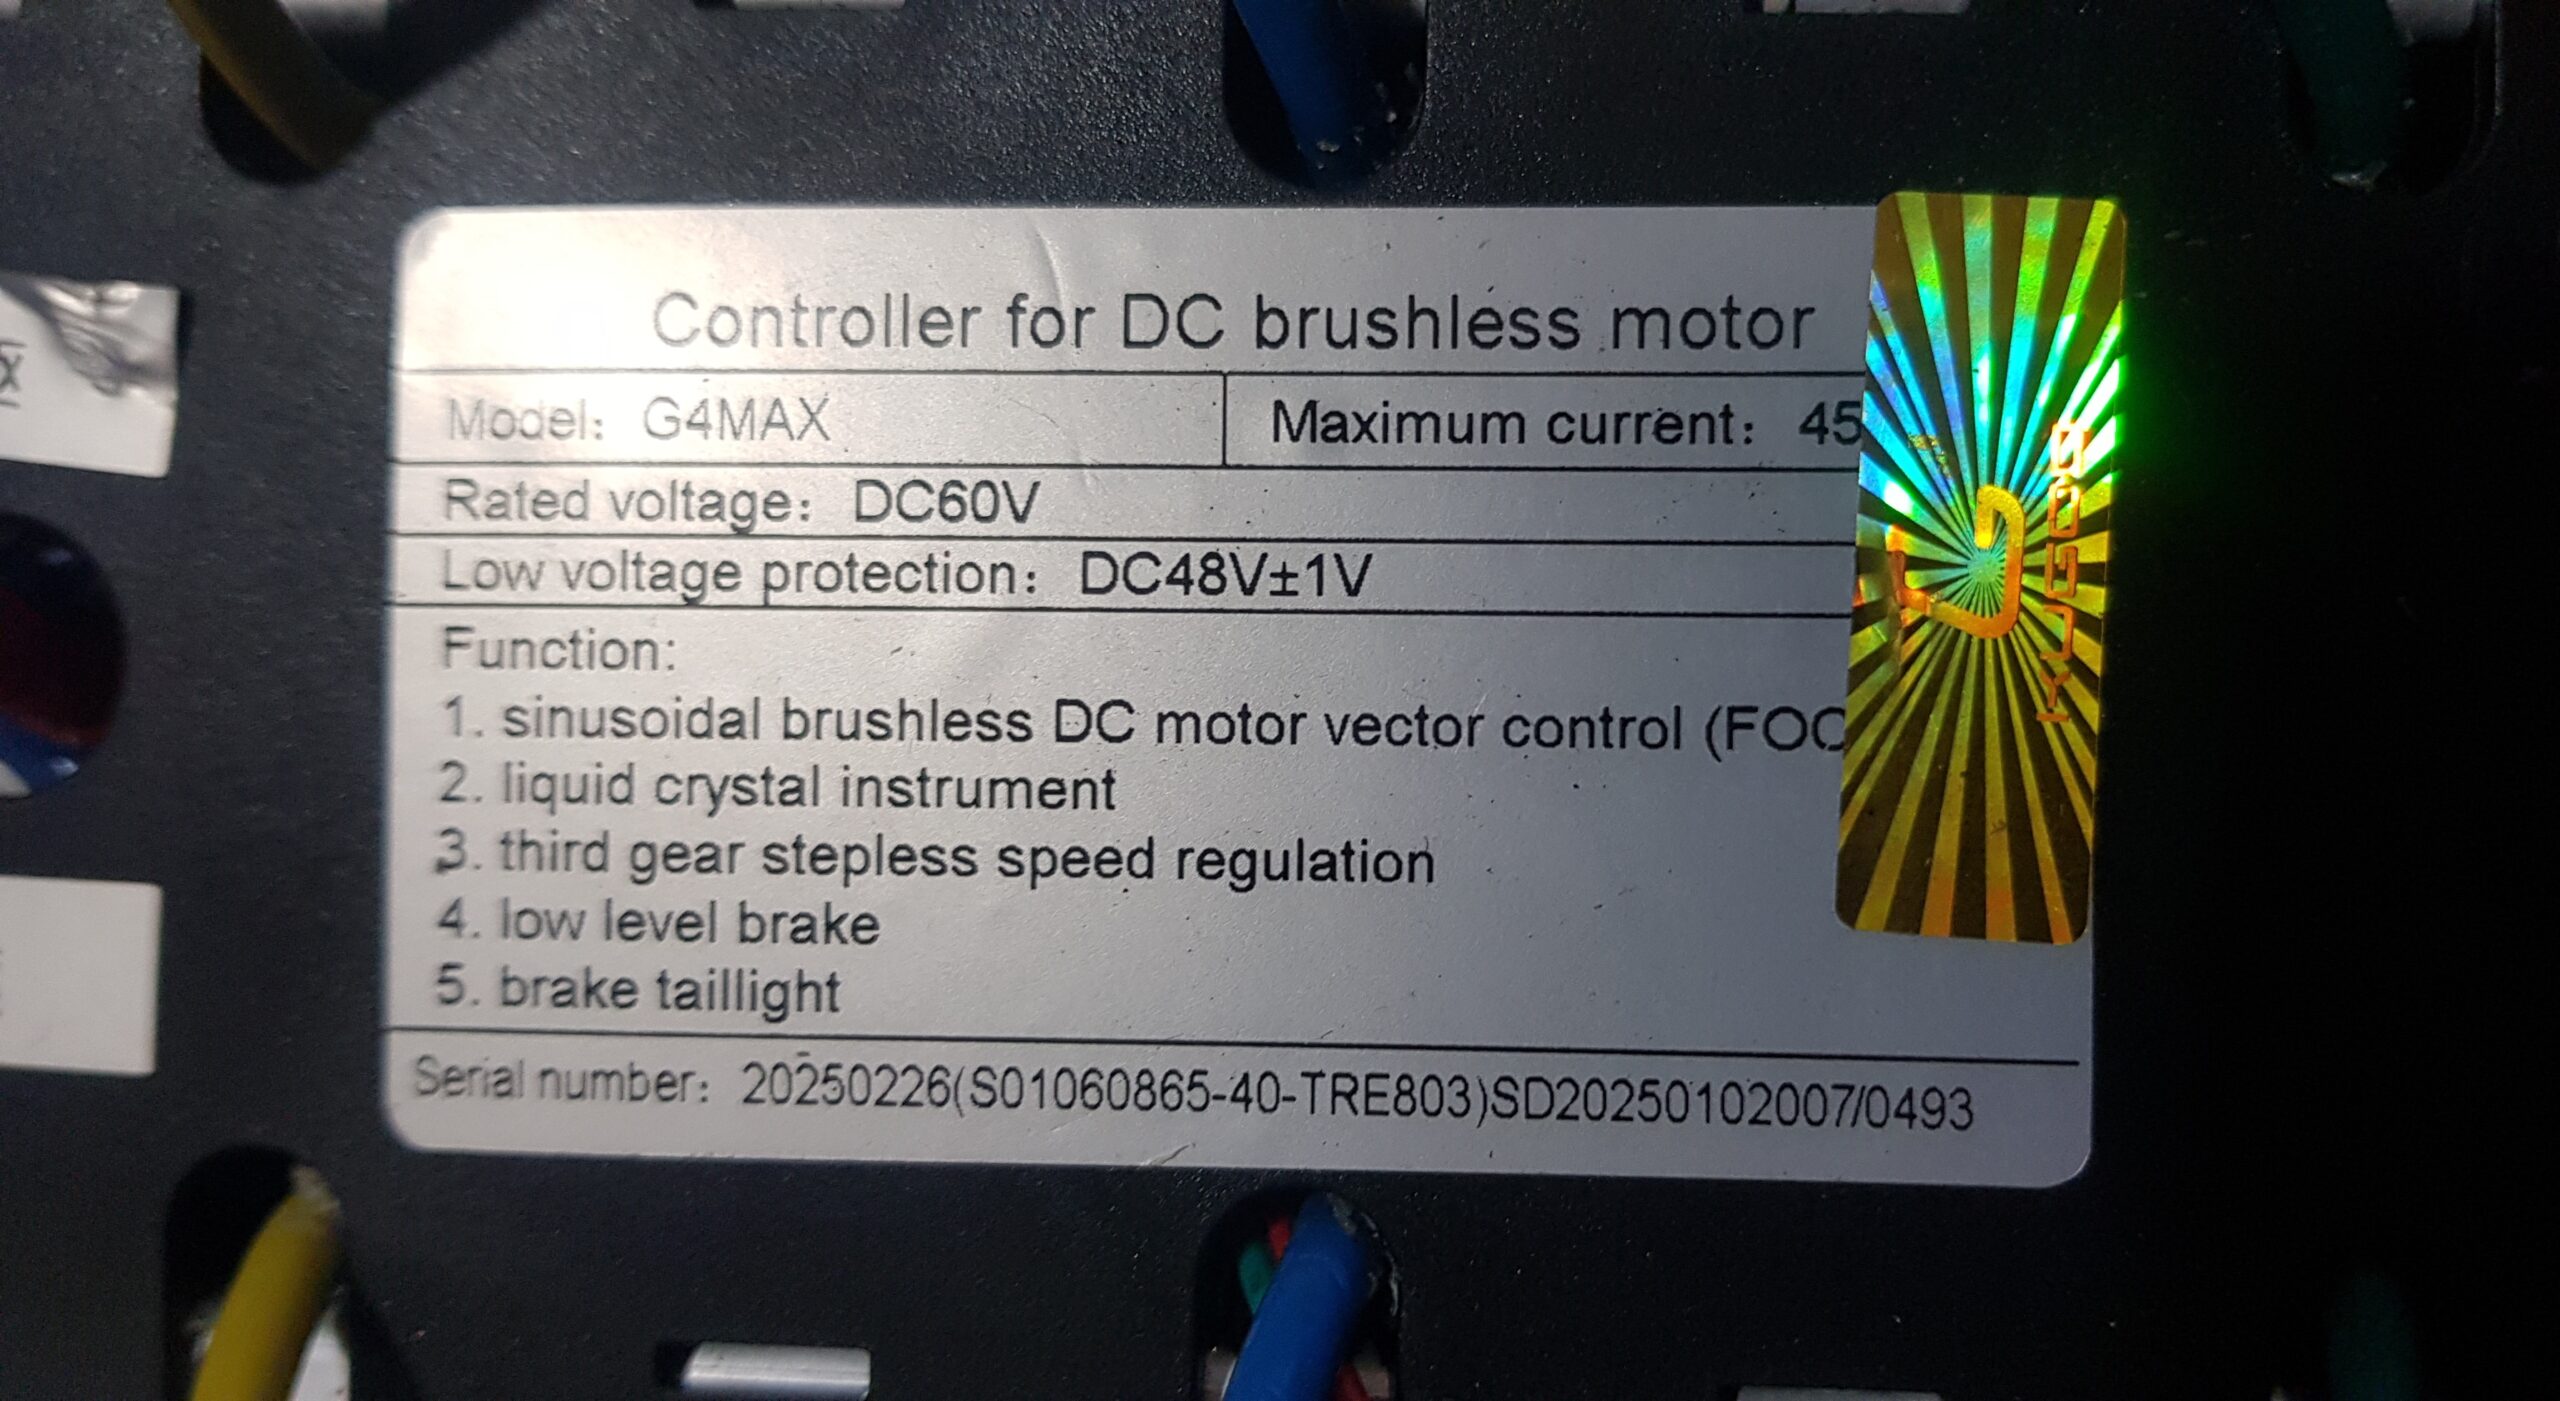 Controller for DC brushless motor
Model: G4MAX
Maximum current: 45
Rated voltage: DC60V
Low voltage protection: DC48V±1V
Function:
1. sinusoidal brushless DC motor vector control (FOC
2. liquid crystal instrument
3. third gear stepless speed regulation
4. low level brake
5. brake taillight
Serial number: 20250226(S01060865-40-TRE803)SD20250102007/0493
KUGOO